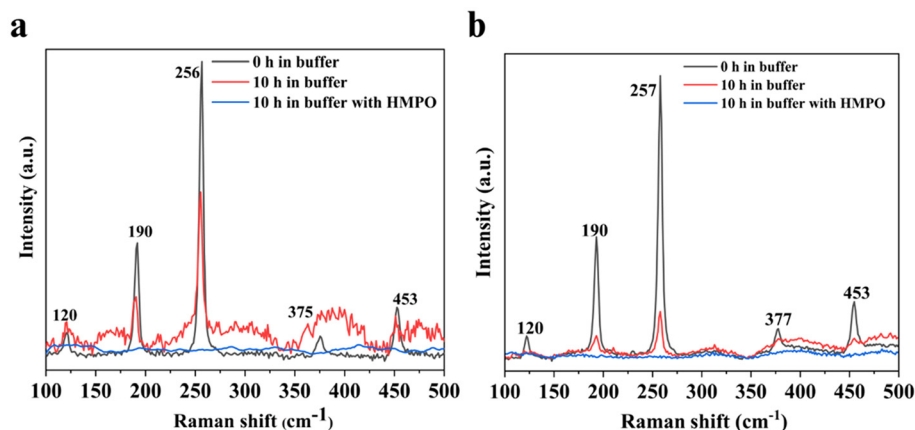 a
0 h in buffer
10 h in buffer
10 h in buffer with HMPO
256
190
120
375
453
Intensity (a.u.)
100 150 200 250 300 350 400 450 500
Raman shift (cm-1)
b
0 h in buffer
10 h in buffer
10 h in buffer with HMPO
257
190
120
377
453
Intensity (a.u.)
100 150 200 250 300 350 400 450 500
Raman shift (cm-1)